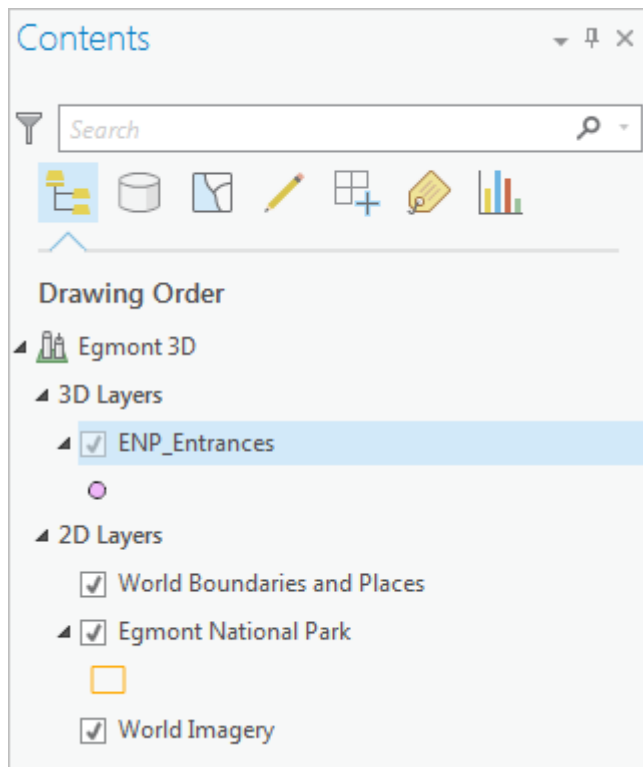 Contents
Search
Drawing Order
Egmont 3D
3D Layers
ENP_Entrances
2D Layers
World Boundaries and Places
Egmont National Park
World Imagery